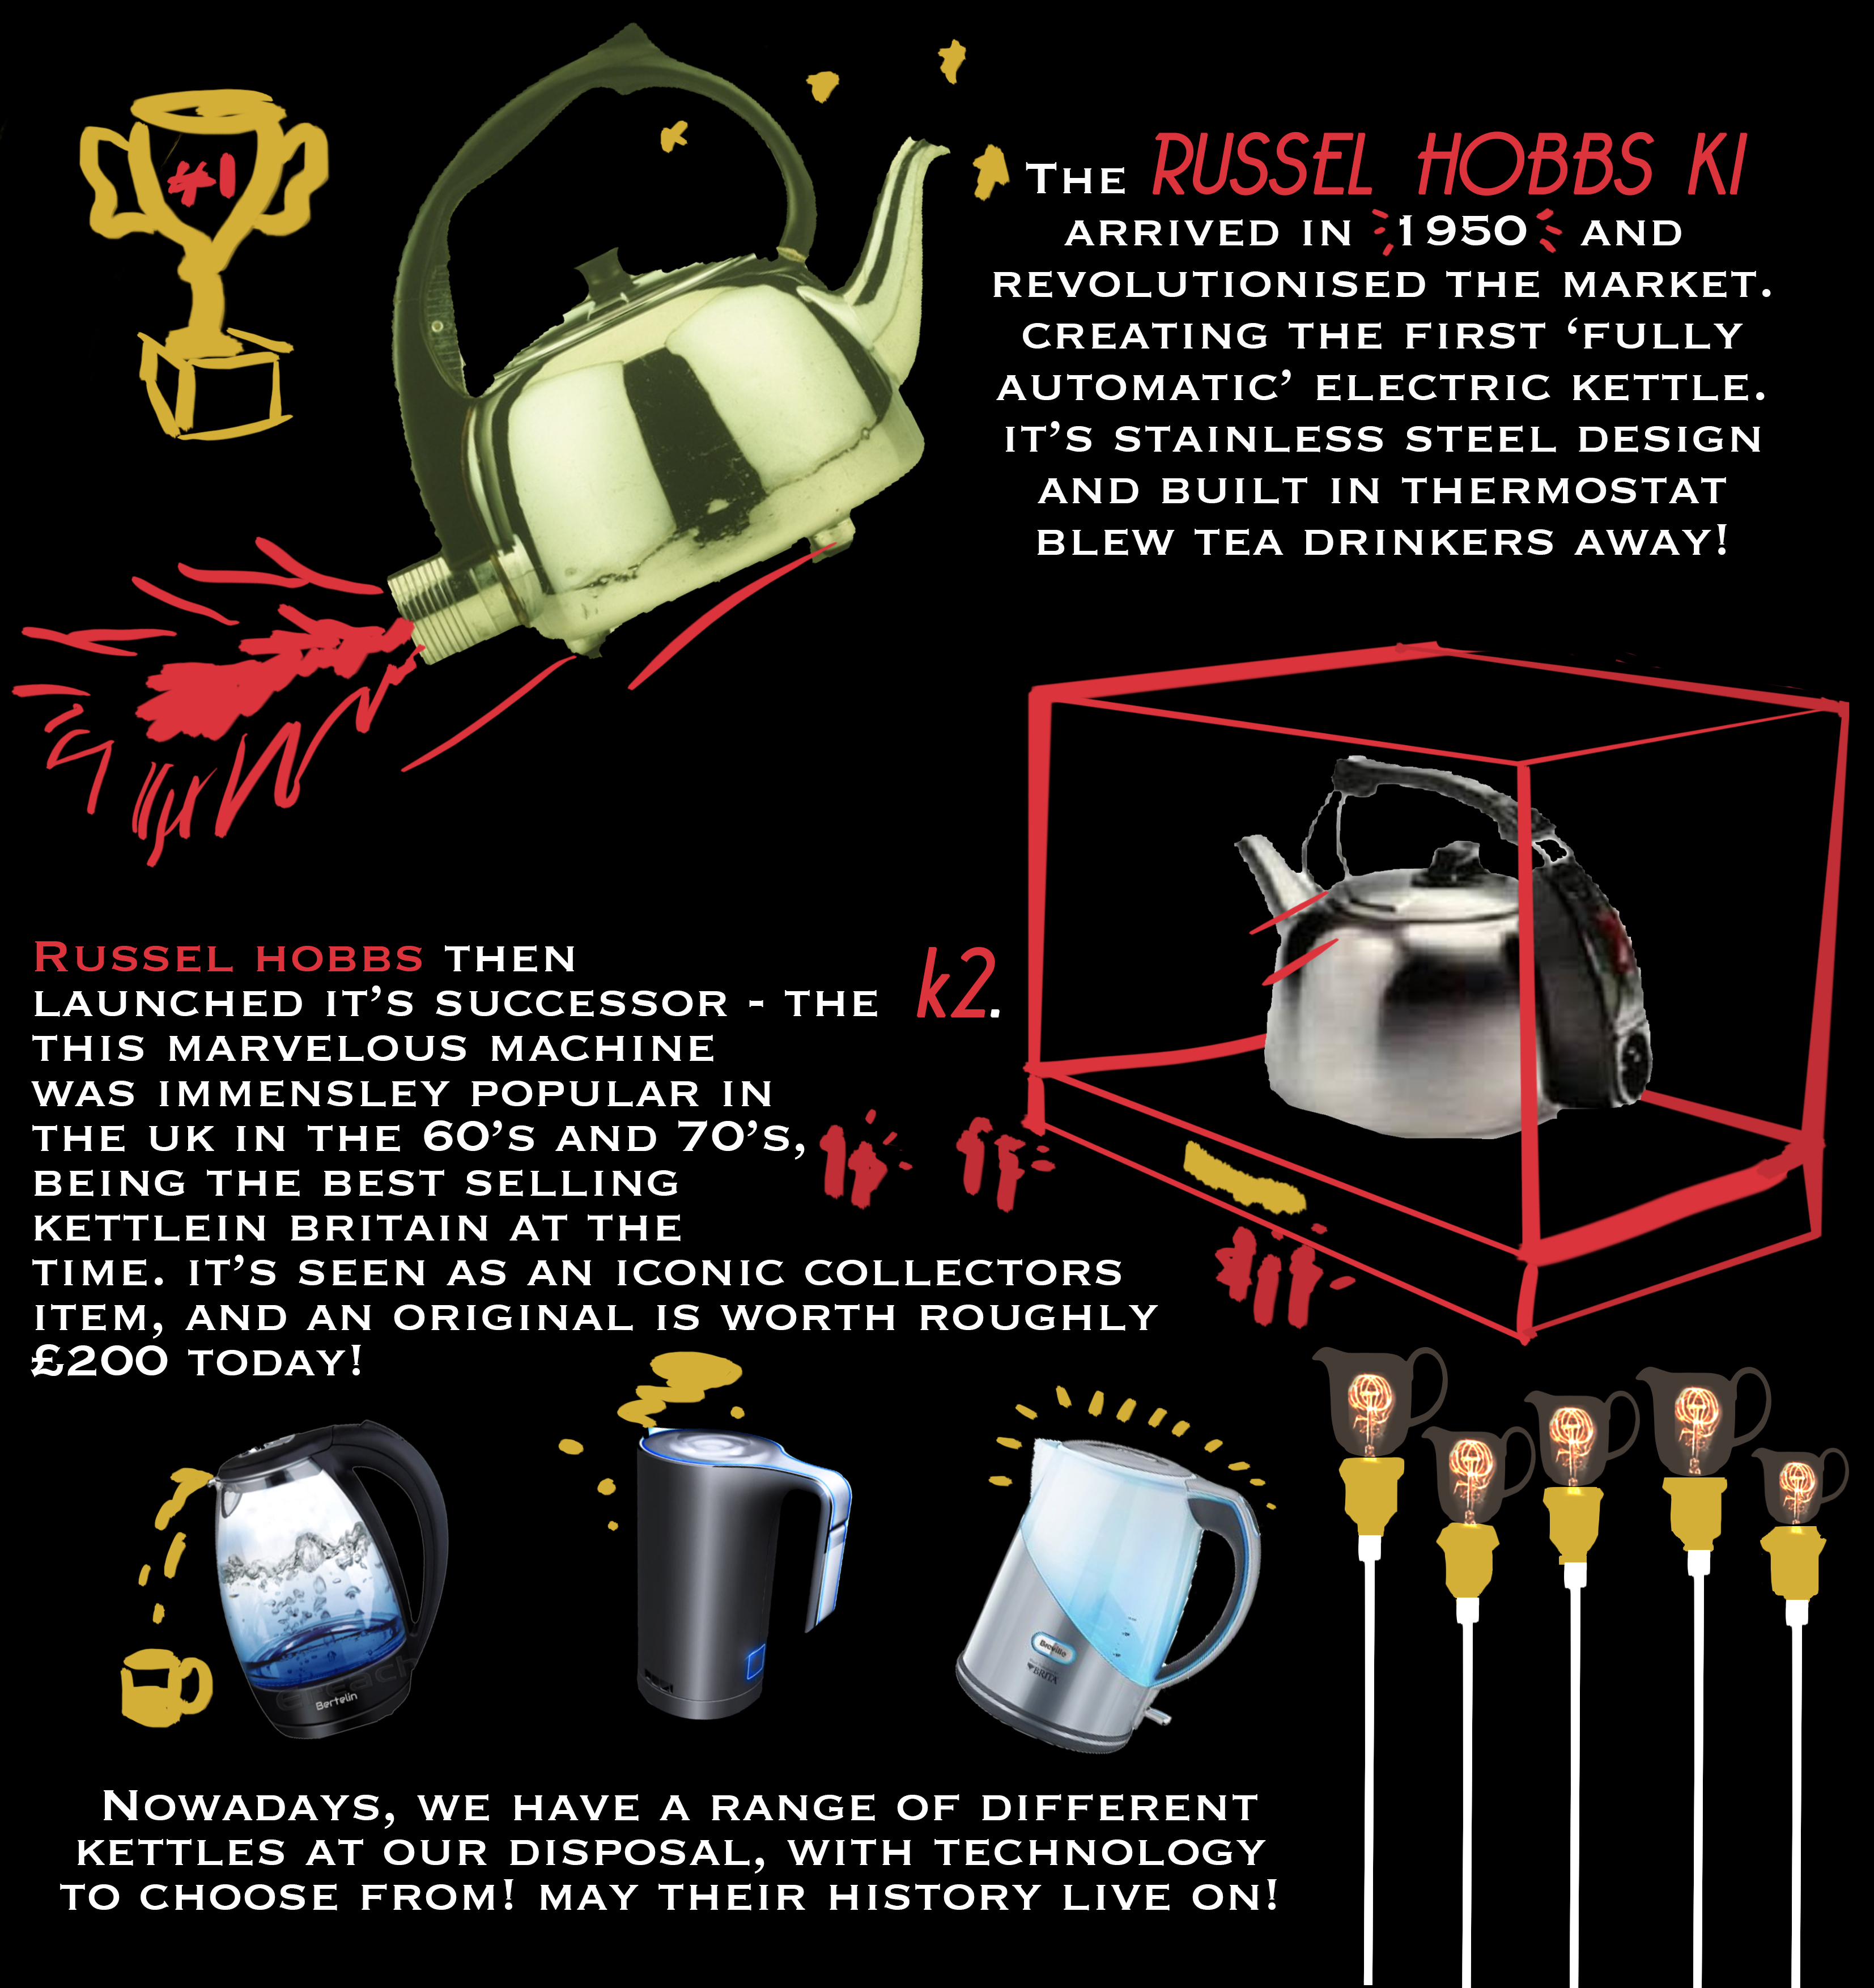 #1
The RUSSEL HOBBS K1
ARRIVED IN 1950 AND
REVOLUTIONISED THE MARKET.
CREATING THE FIRST ‘FULLY
AUTOMATIC’ ELECTRIC KETTLE.
IT’S STAINLESS STEEL DESIGN
AND BUILT IN THERMOSTAT
BLEW TEA DRINKERS AWAY!
RUSSEL HOBBS THEN
LAUNCHED IT’S SUCCESSOR - THE K2.
THIS MARVELOUS MACHINE
WAS IMMENSLEY POPULAR IN
THE UK IN THE 60’S AND 70’S,
BEING THE BEST SELLING
KETTLEIN BRITAIN AT THE
TIME. IT’S SEEN AS AN ICONIC COLLECTORS
ITEM, AND AN ORIGINAL IS WORTH ROUGHLY
£200 TODAY!
Bertelin
Breville
BRITA
NOWADAYS, WE HAVE A RANGE OF DIFFERENT
KETTLES AT OUR DISPOSAL, WITH TECHNOLOGY
TO CHOOSE FROM! MAY THEIR HISTORY LIVE ON!